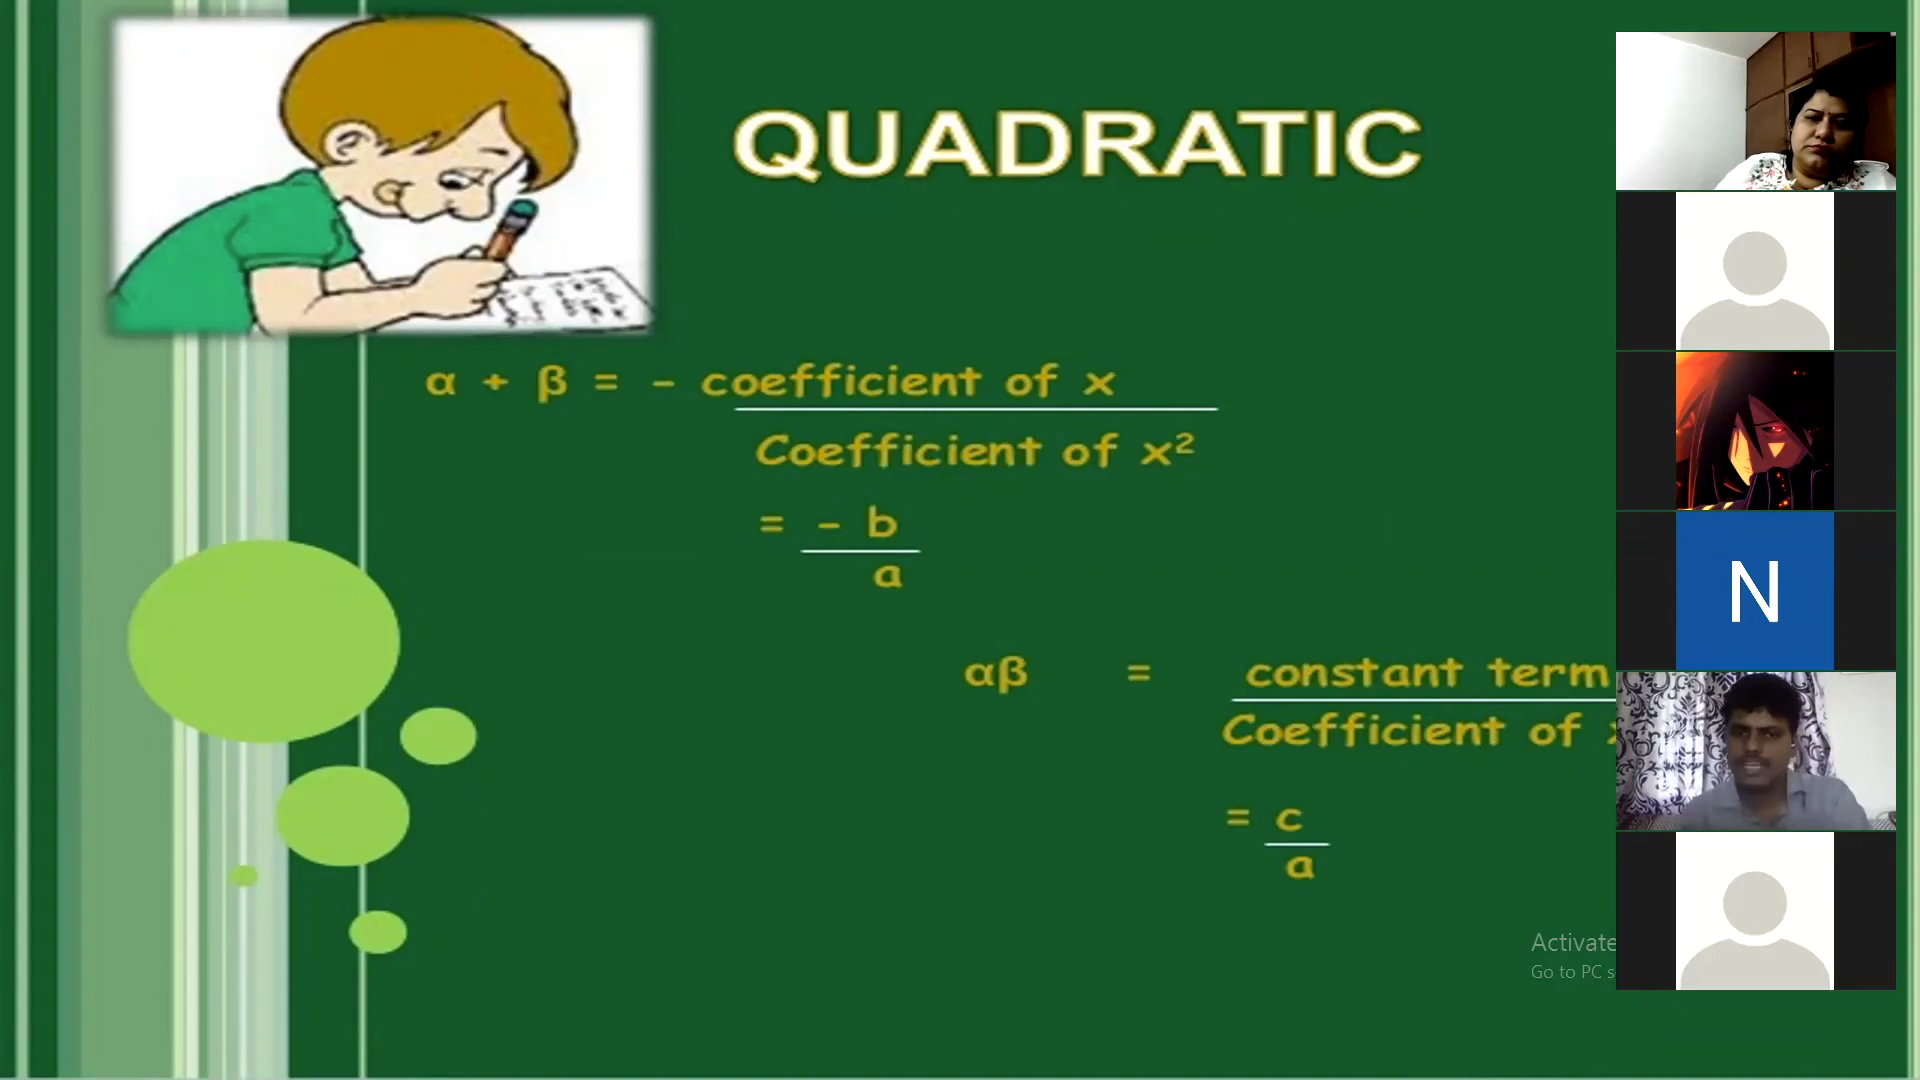 QUADRATIC
α + β = - coefficient of x
Coefficient of x²
= - b
a
αβ = constant term
Coefficient of
= c
a
N
Activate
Go to PC s